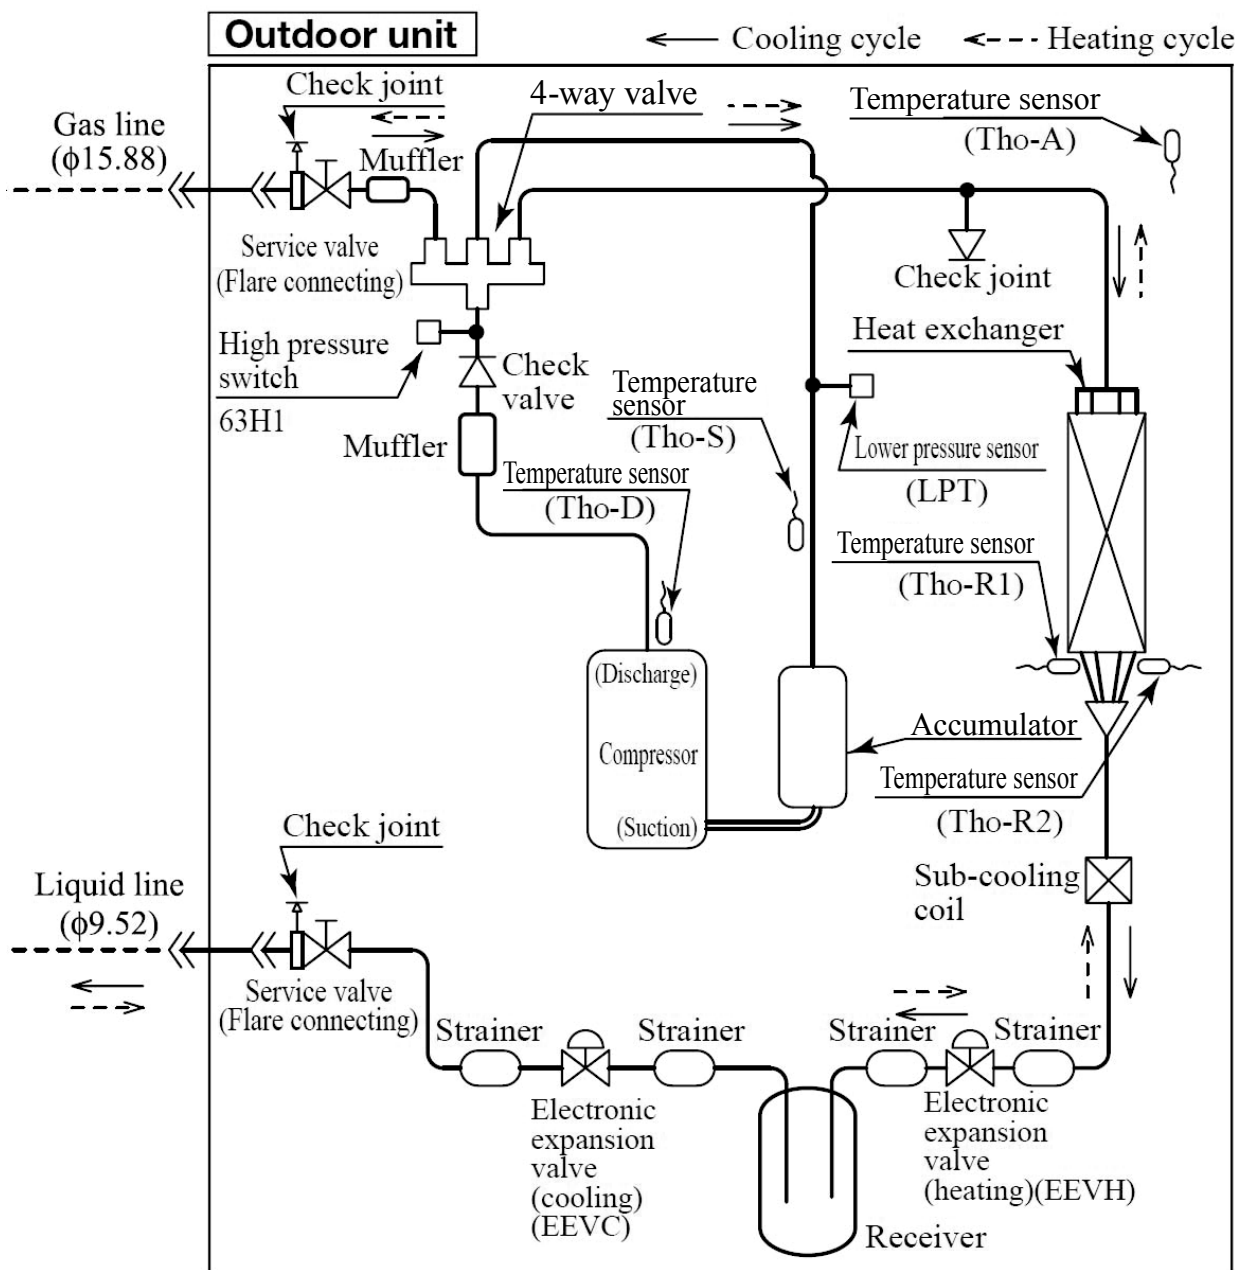 Outdoor unit
Cooling cycle
Heating cycle
Check joint
4-way valve
Temperature sensor
(Tho-A)
Gas line
(ϕ15.88)
Muffler
Service valve
(Flare connecting)
Check joint
High pressure
switch
63H1
Check
valve
Heat exchanger
Temperature
sensor
(Tho-S)
Muffler
Lower pressure sensor
(LPT)
Temperature sensor
(Tho-D)
Temperature sensor
(Tho-R1)
(Discharge)
Compressor
(Suction)
Accumulator
Temperature sensor
(Tho-R2)
Check joint
Liquid line
(ϕ9.52)
Sub-cooling
coil
Service valve
(Flare connecting)
Strainer
Strainer
Strainer
Strainer
Electronic
expansion
valve
(cooling)
(EEVC)
Electronic
expansion
valve
(heating)(EEVH)
Receiver